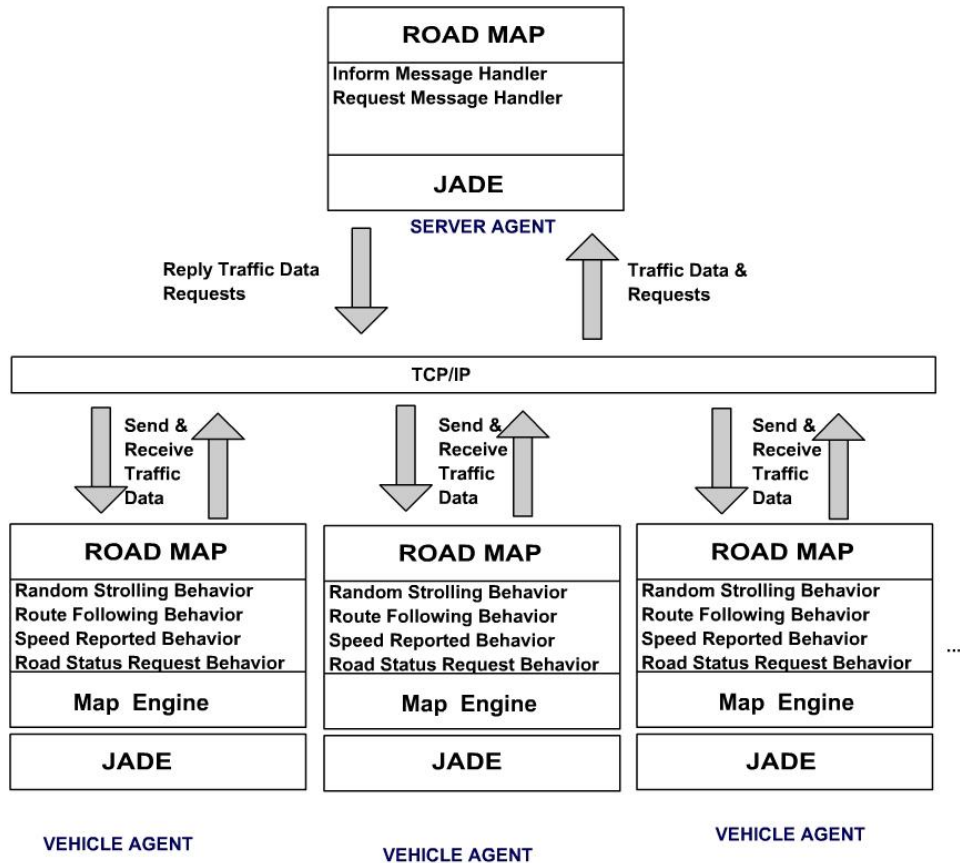 ROAD MAP
Inform Message Handler
Request Message Handler
JADE
SERVER AGENT
Reply Traffic Data
Requests
Traffic Data &
Requests
TCP/IP
Send &
Receive
Traffic
Data
Send &
Receive
Traffic
Data
Send &
Receive
Traffic
Data
ROAD MAP
Random Strolling Behavior
Route Following Behavior
Speed Reported Behavior
Road Status Request Behavior
Map Engine
JADE
VEHICLE AGENT
ROAD MAP
Random Strolling Behavior
Route Following Behavior
Speed Reported Behavior
Road Status Request Behavior
Map Engine
JADE
VEHICLE AGENT
ROAD MAP
Random Strolling Behavior
Route Following Behavior
Speed Reported Behavior
Road Status Request Behavior
Map Engine
JADE
VEHICLE AGENT
...